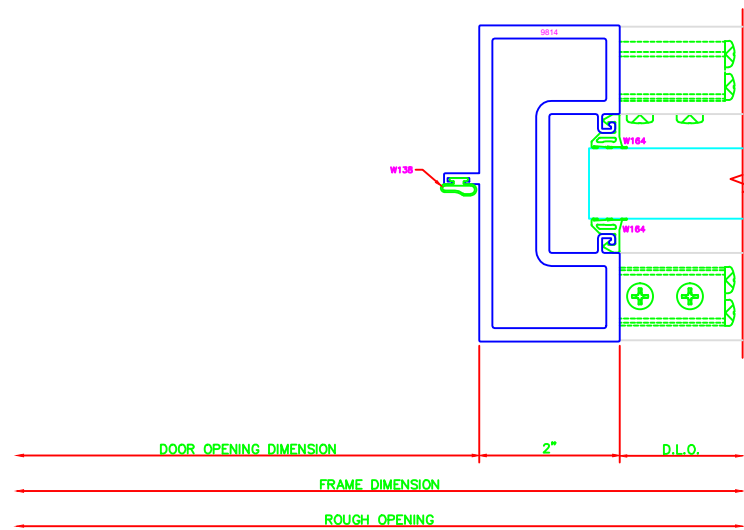 9814
W164
W138
W164
DOOR OPENING DIMENSION 2" D.L.O.
FRAME DIMENSION
ROUGH OPENING